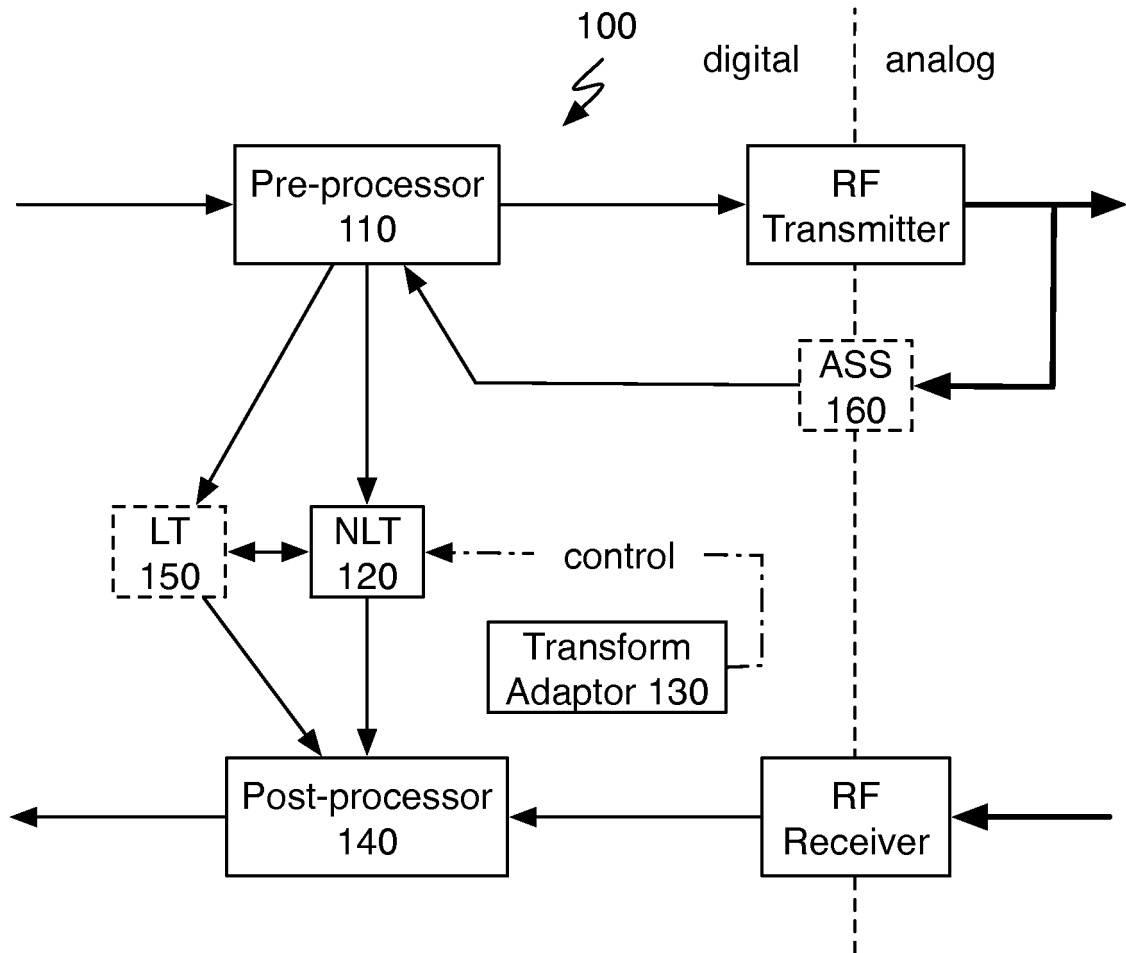 100
digital
analog
Pre-processor
110
RF
Transmitter
ASS
160
LT
150
NLT
120
control
Transform
Adaptor 130
Post-processor
140
RF
Receiver